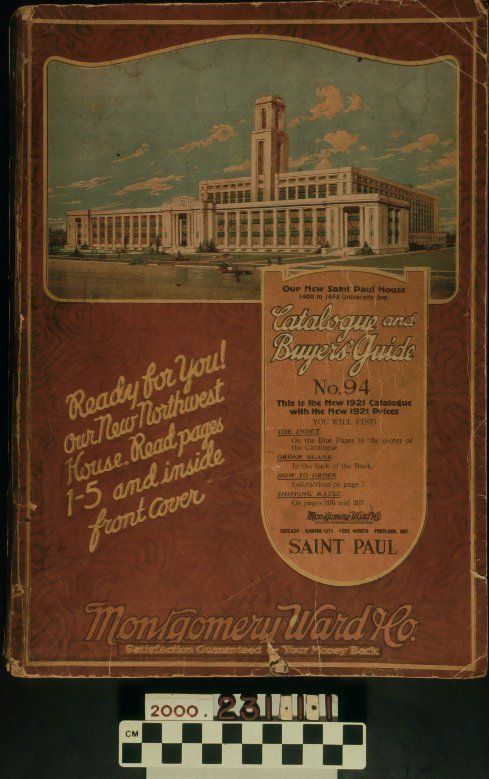 Our New Saint Paul House
1400 to 1458 University Ave.
Catalogue and
Buyers' Guide
No. 94
This is the New 1921 Catalogue
with the New 1921 Prices
YOU WILL FIND
THE INDEX
On the Blue Pages in the center of
the Catalogue
ORDER BLANK
In the back of the Book.
HOW TO ORDER
Instructions on page 7
SHIPPING RATES
On pages 206 and 207
Montgomery Ward & Co.
CHICAGO KANSAS CITY FORT WORTH PORTLAND, ORE.
SAINT PAUL
Ready for You!
our New Northwest
House. Read pages
1-5 and inside
front cover
Montgomery Ward & Co.
Satisfaction Guaranteed or Your Money Back
2000. 231 1 1
CM